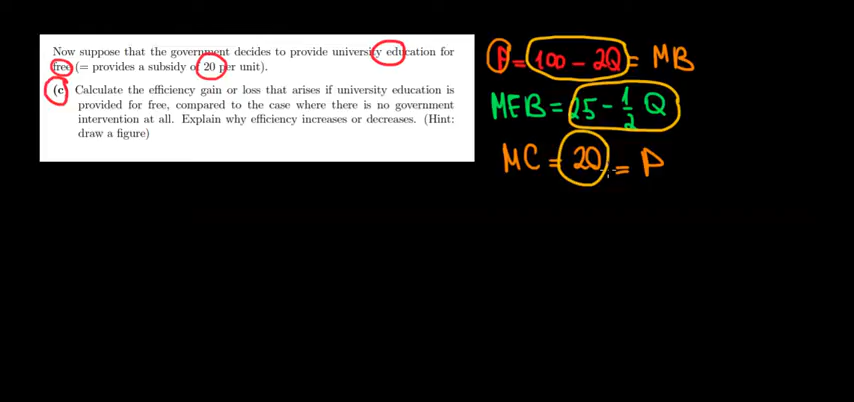 Now suppose that the government decides to provide university education for
free (= provides a subsidy of 20 per unit).
(c) Calculate the efficiency gain or loss that arises if university education is
provided for free, compared to the case where there is no government
intervention at all. Explain why efficiency increases or decreases. (Hint:
draw a figure)
P = 100 - 2Q = MB
MEB = 25 - 1/2 Q
MC = 20 = P